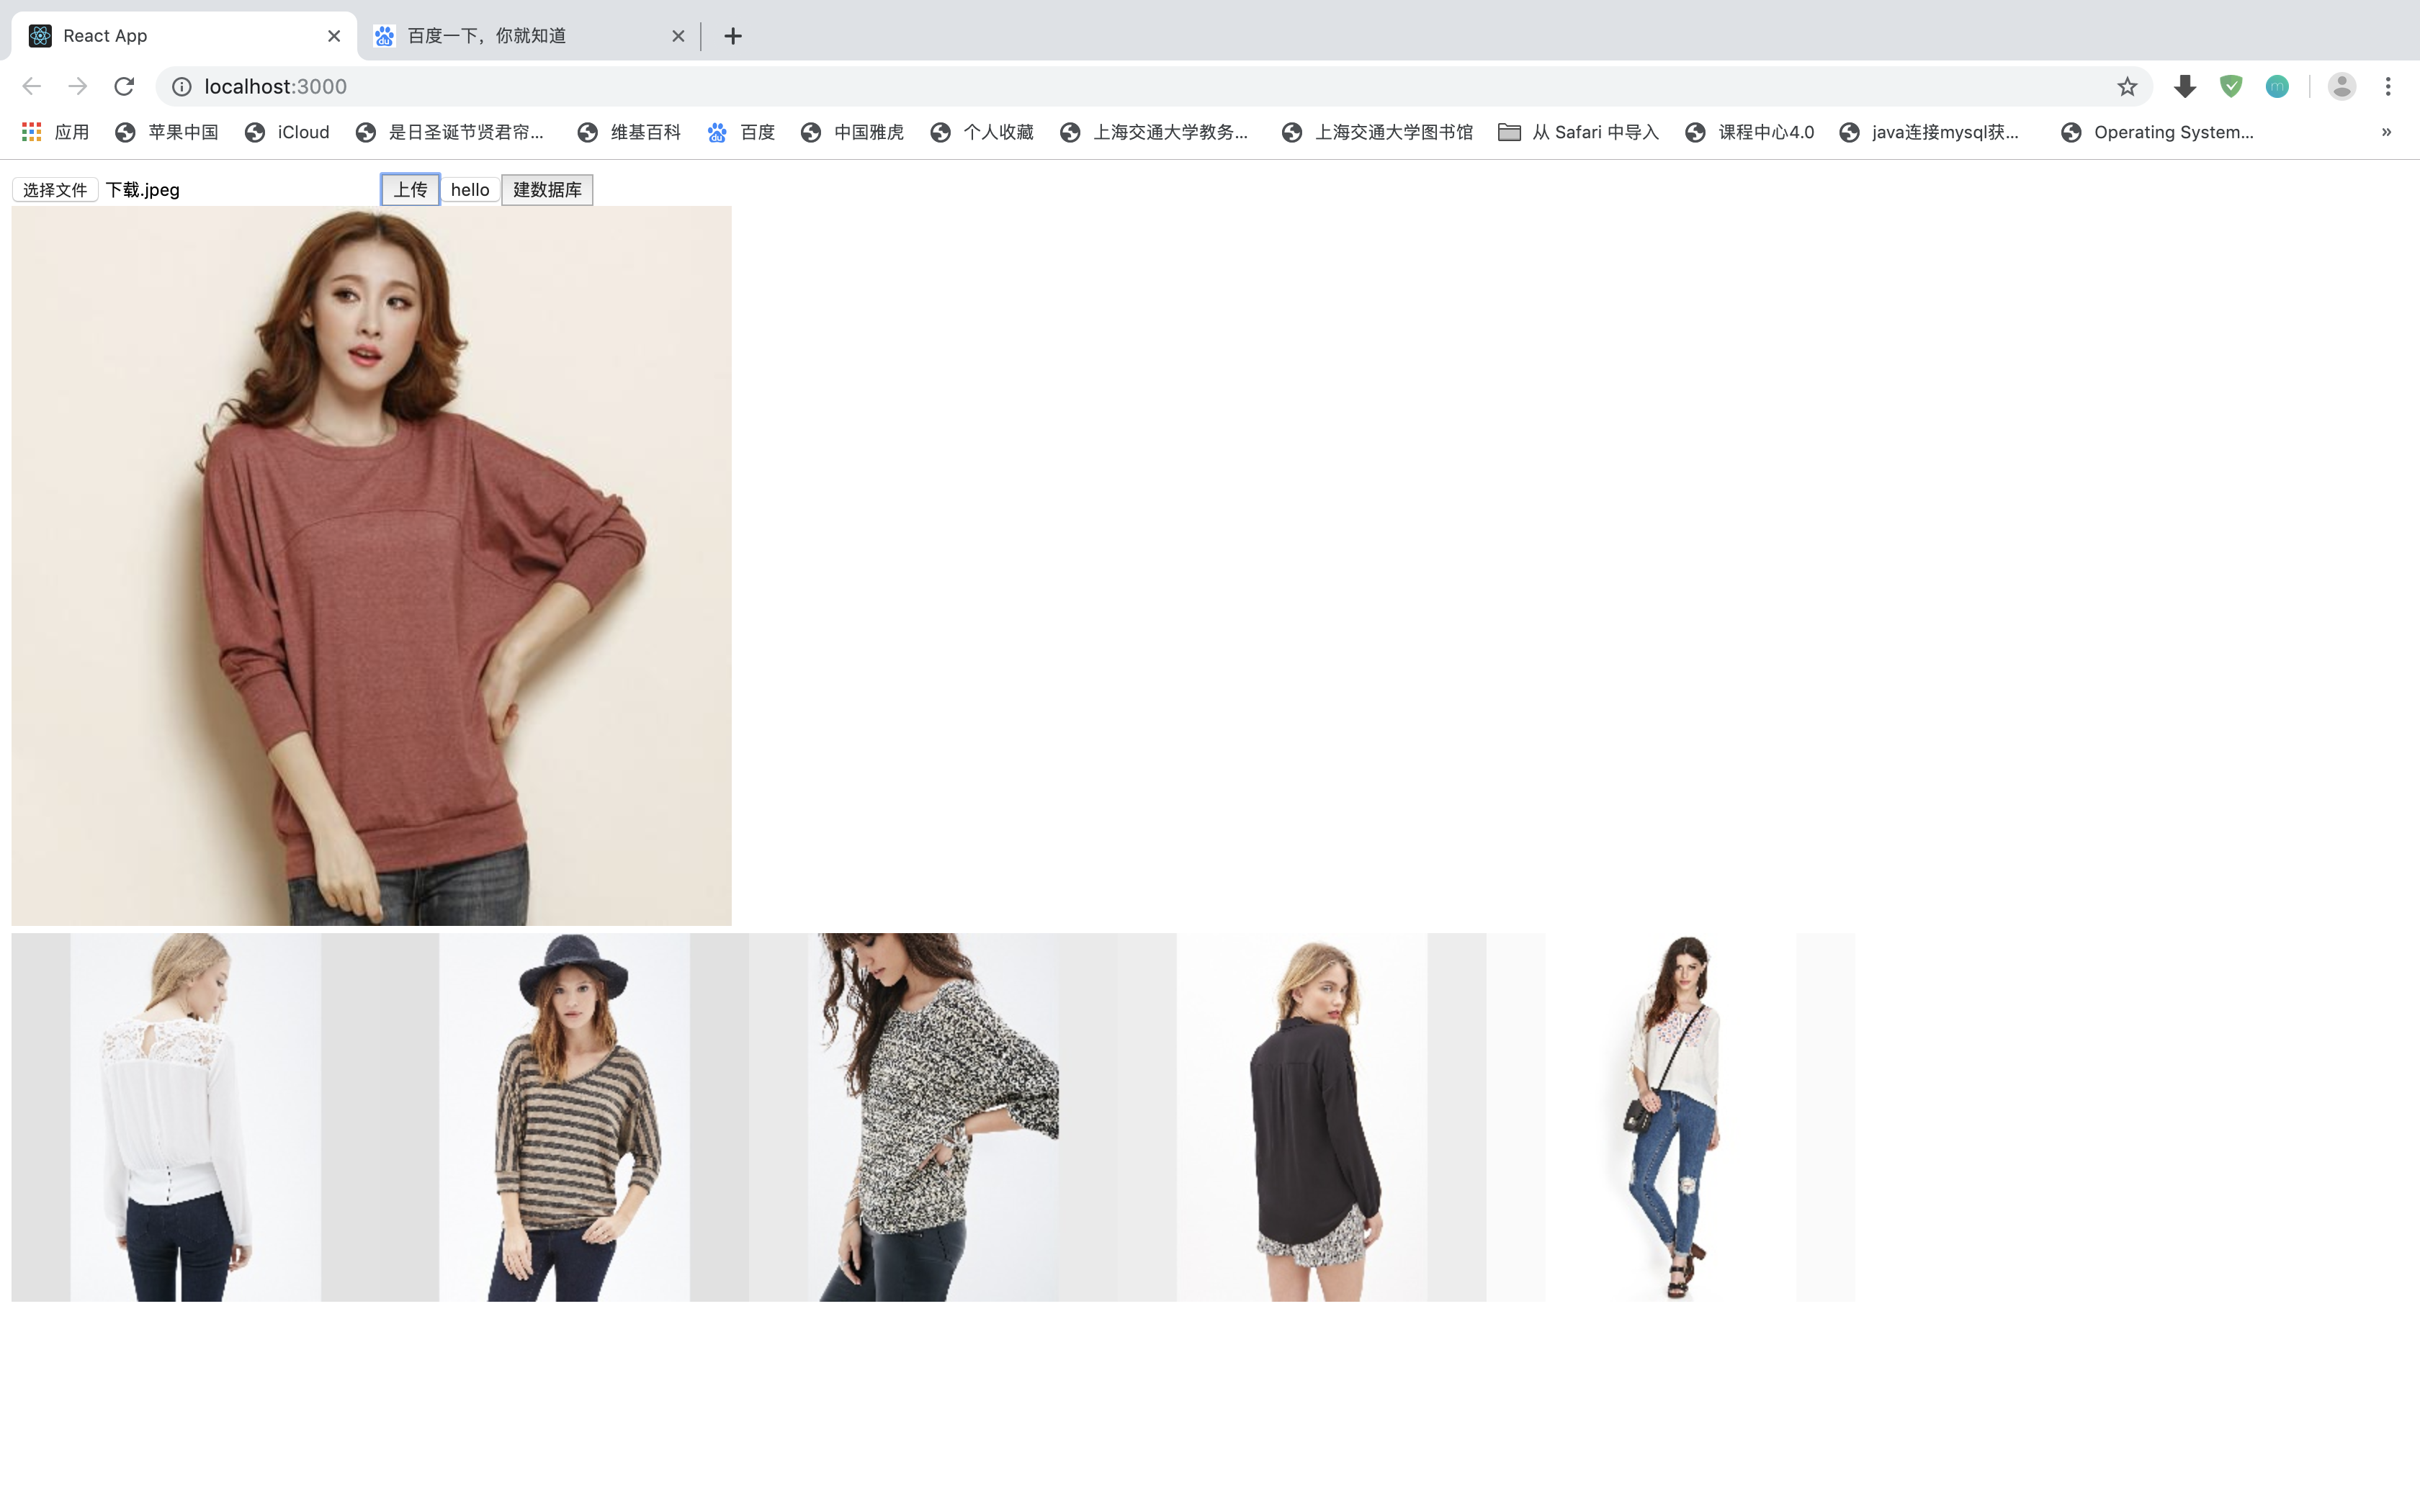 React App
百度一下，你就知道
localhost:3000
应用 苹果中国 iCloud 是日圣诞节贤君帘... 维基百科 百度 中国雅虎 个人收藏 上海交通大学教务... 上海交通大学图书馆 从 Safari 中导入 课程中心4.0 java连接mysql获... Operating System... »
选择文件 下载.jpeg 上传 hello 建数据库